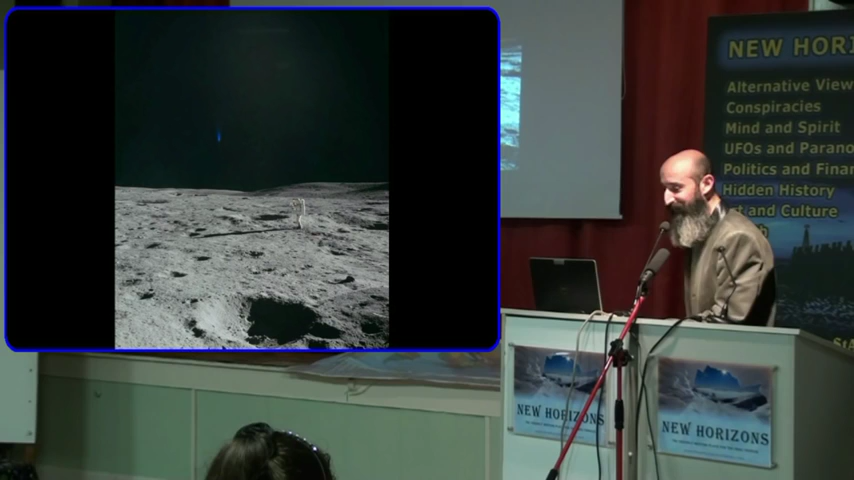 NEW HORI
Alternative View
Conspiracies
Mind and Spirit
UFOs and Parano
Politics and Finan
Hidden History
and Culture
NEW HORIZONS
NEW HORIZONS